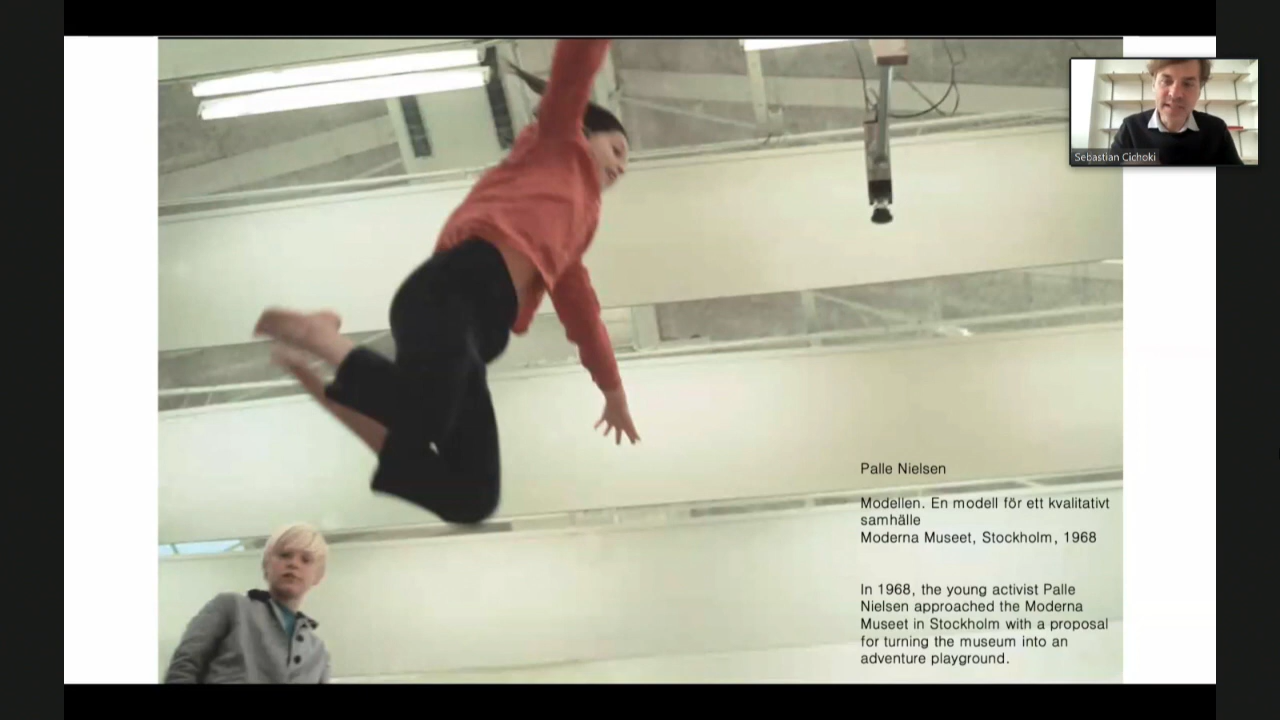 Sebastian Cichoki
Palle Nielsen
Modellen. En modell för ett kvalitativt
samhälle
Moderna Museet, Stockholm, 1968
In 1968, the young activist Palle
Nielsen approached the Moderna
Museet in Stockholm with a proposal
for turning the museum into an
adventure playground.